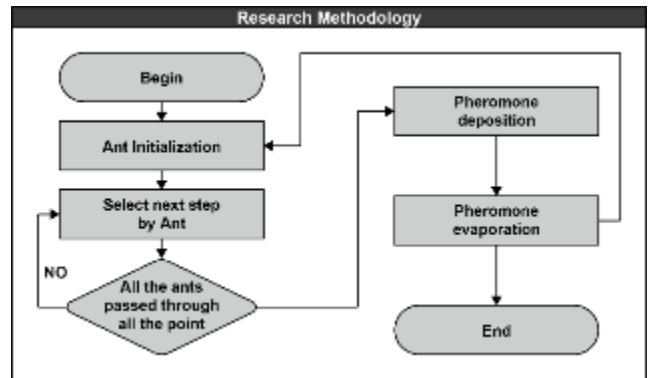 Research Methodology
Begin
Ant Initialization
Select next step
by Ant
NO
All the ants
passed through
all the point
Pheromone
deposition
Pheromone
evaporation
End